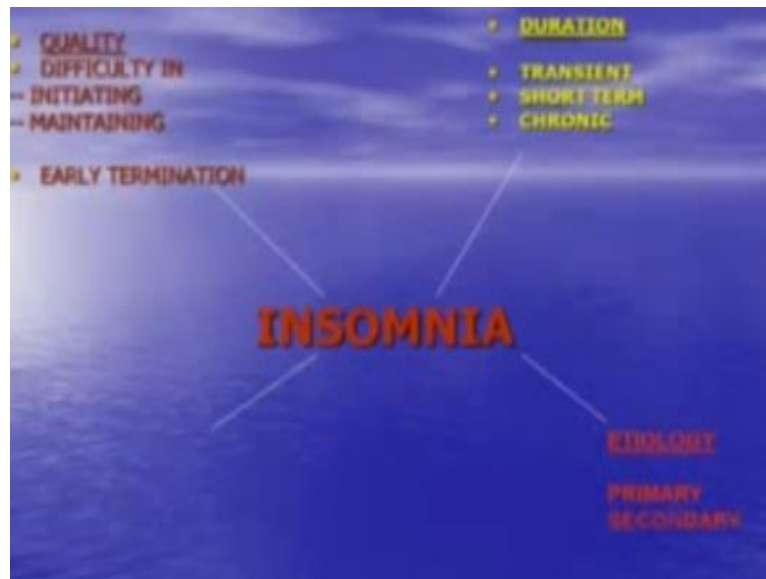 • QUALITY
• DIFFICULTY IN
-- INITIATING
-- MAINTAINING
• EARLY TERMINATION
• DURATION
• TRANSIENT
• SHORT TERM
• CHRONIC
INSOMNIA
ETIOLOGY
PRIMARY
SECONDARY